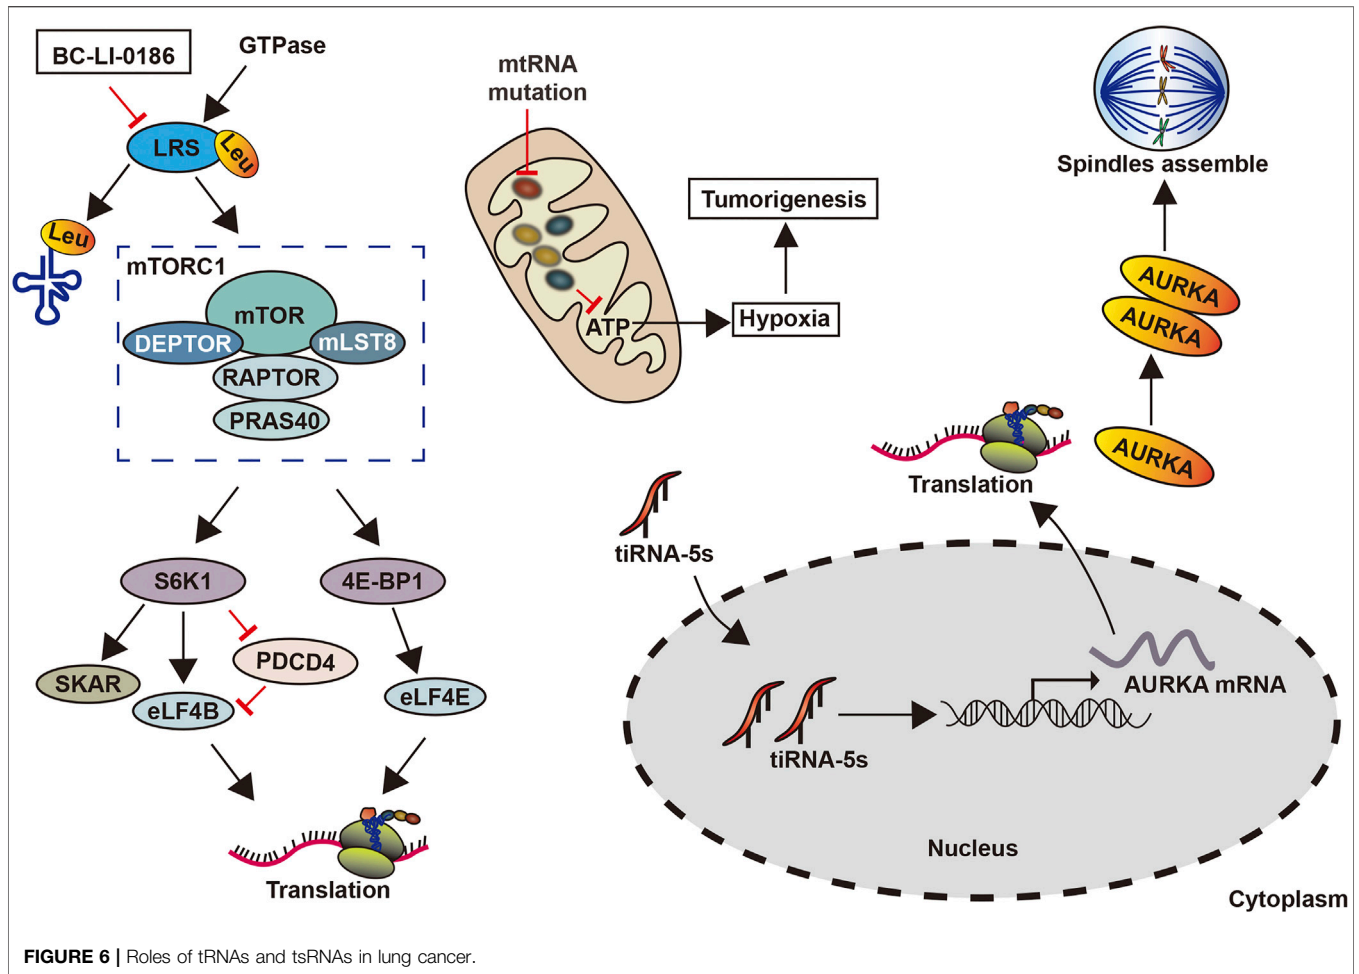 BC-LI-0186
GTPase
LRS
Leu
Leu
mTORC1
mTOR
DEPTOR
mLST8
RAPTOR
PRAS40
S6K1
4E-BP1
PDCD4
SKAR
eLF4B
eLF4E
Translation
mtRNA
mutation
ATP
Hypoxia
Tumorigenesis
Spindles assemble
AURKA
AURKA
AURKA
Translation
tiRNA-5s
tiRNA-5s
AURKA mRNA
Nucleus
Cytoplasm
FIGURE 6 | Roles of tRNAs and tsRNAs in lung cancer.